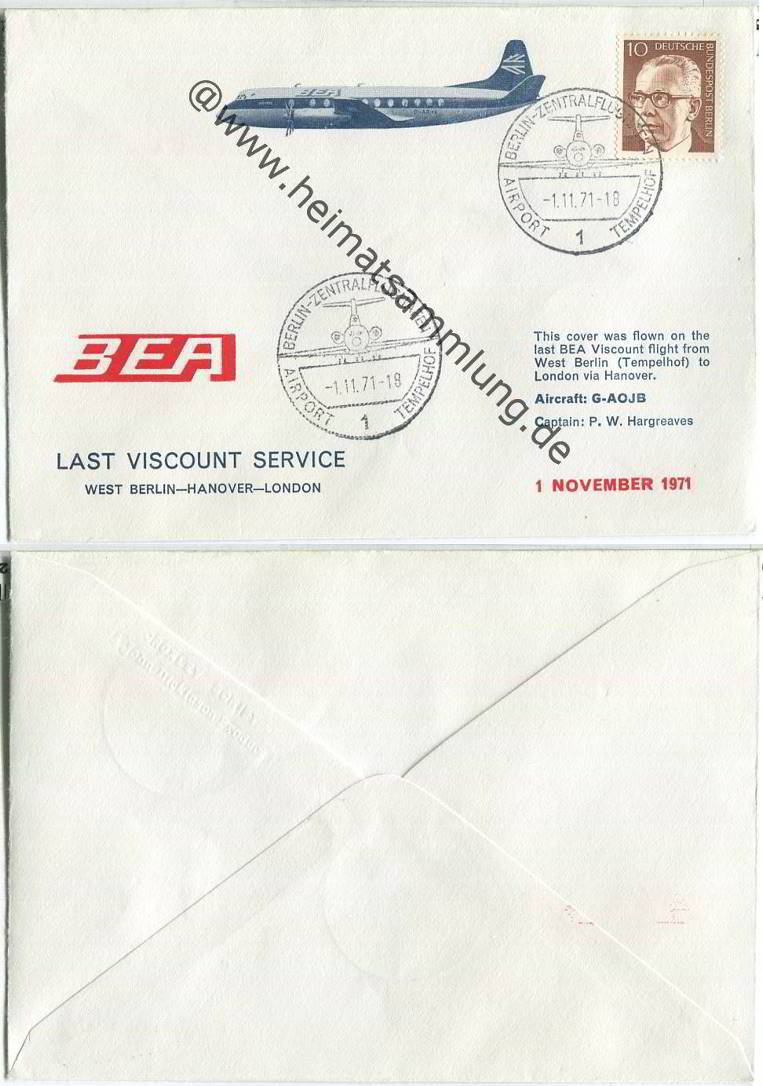 10 DEUTSCHE
BUNDESPOST BERLIN
BEA
@www.heimatsammlung.de
BERLIN-ZENTRALFLUGHAFEN
-1.11.71-18
AIRPORT 1 TEMPELHOF
BERLIN-ZENTRALFLUGHAFEN
-1.11.71-18
AIRPORT 1 TEMPELHOF
BEA
LAST VISCOUNT SERVICE
WEST BERLIN—HANOVER—LONDON
This cover was flown on the
last BEA Viscount flight from
West Berlin (Tempelhof) to
London via Hanover.
Aircraft: G-AOJB
Captain: P. W. Hargreaves
1 NOVEMBER 1971